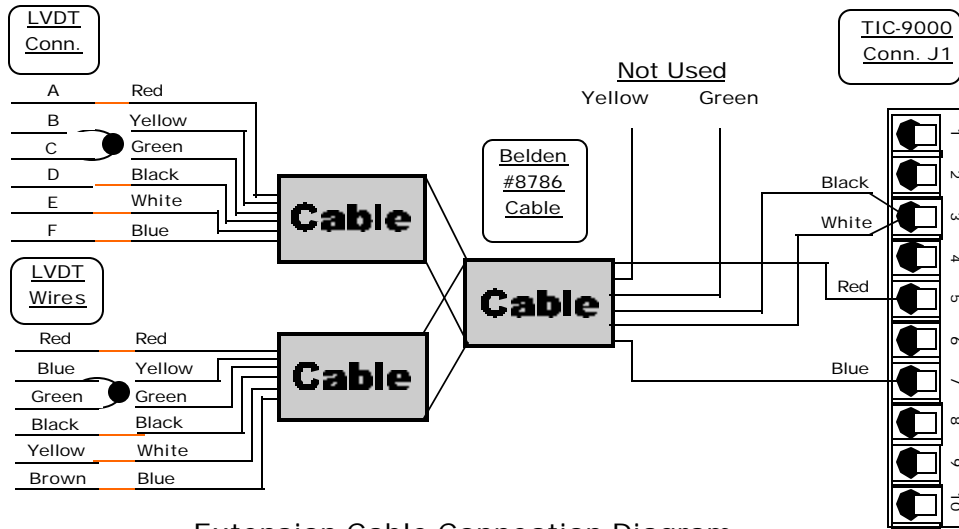 LVDT
Conn.
TIC-9000
Conn. J1
Not Used
Yellow Green
A Red
B Yellow
C Green
D Black
E White
F Blue
Belden
#8786
Cable
Cable
Cable
Cable
LVDT
Wires
Red Red
Blue Yellow
Green Green
Black Black
Yellow White
Brown Blue
Black
White
Red
Blue
1
2
3
4
5
6
7
8
9
10
Extension Cable Connection Diagram